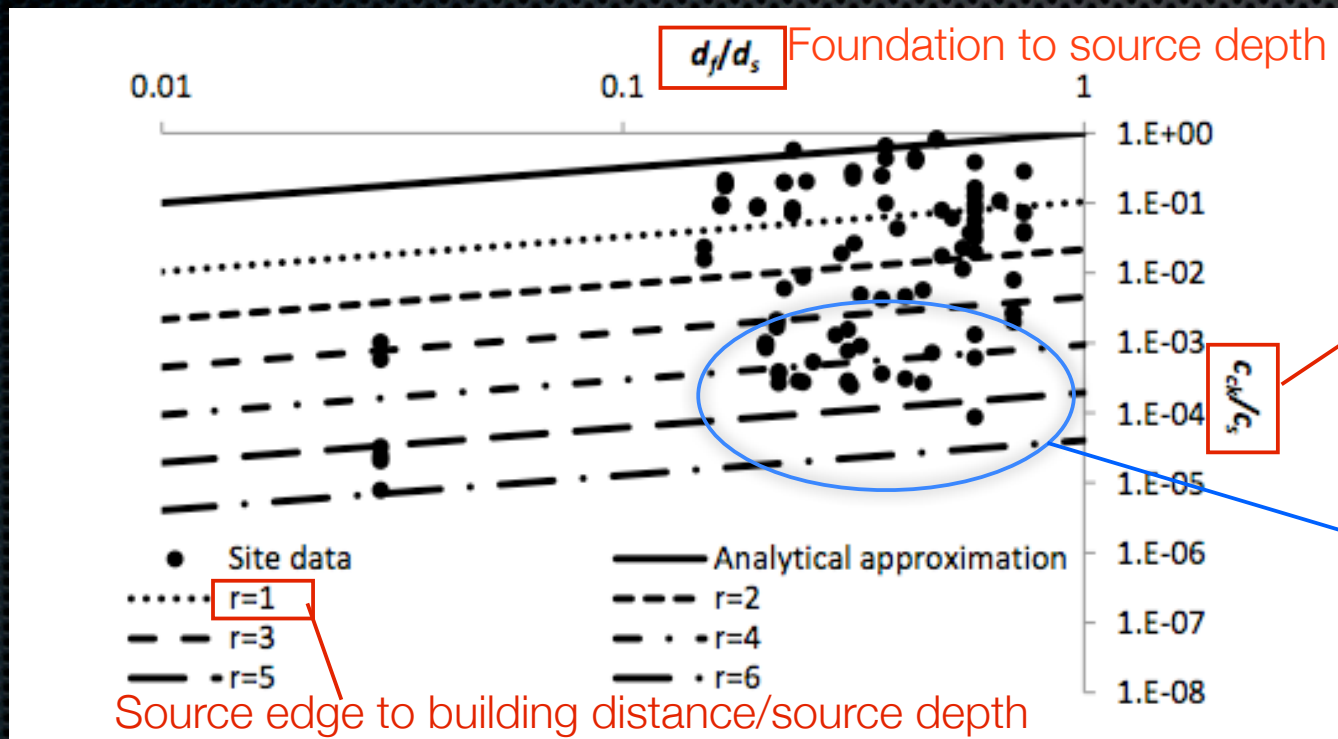 d_f/d_s Foundation to source depth
0.01 0.1 1
1.E+00
1.E-01
1.E-02
1.E-03
c_cs/c_s
1.E-04
1.E-05
1.E-06
1.E-07
1.E-08
Site data
Analytical approximation
r=1
r=2
r=3
r=4
r=5
r=6
Source edge to building distance/source depth